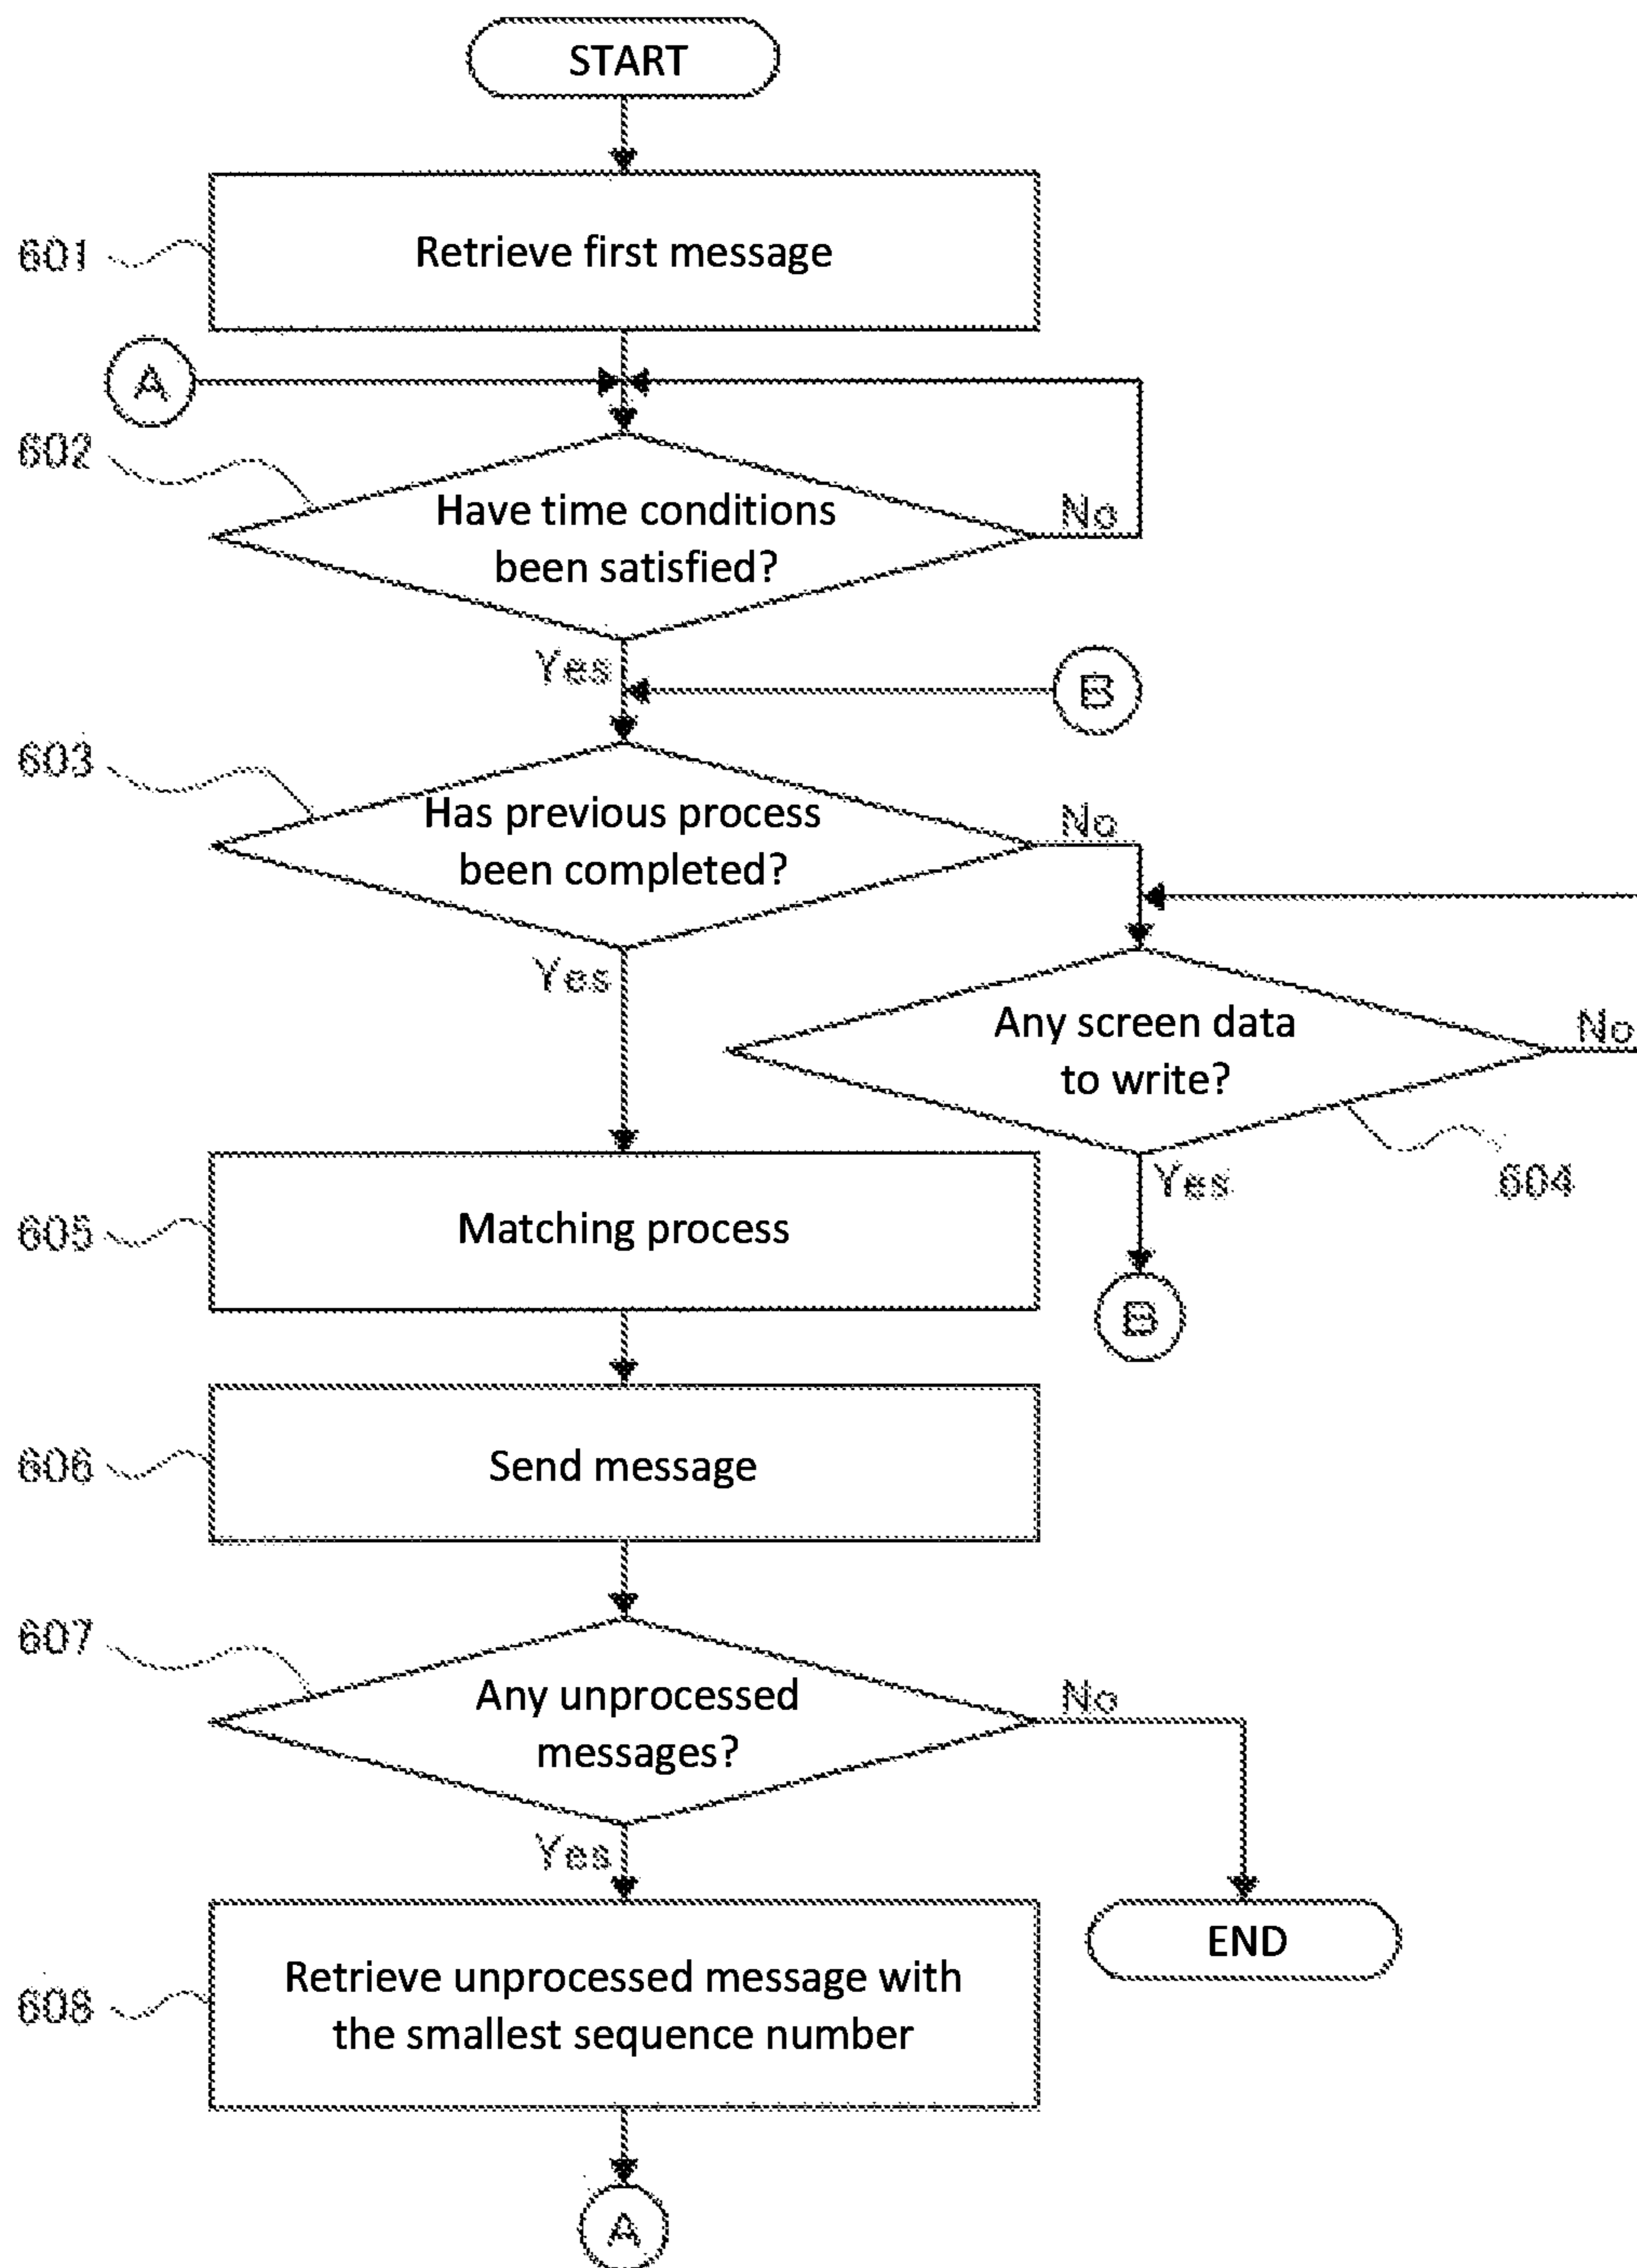 START
601
Retrieve first message
A
602
Have time conditions
been satisfied?
No
Yes
B
603
Has previous process
been completed?
No
Yes
Any screen data
to write?
No
604
Yes
B
605
Matching process
606
Send message
607
Any unprocessed
messages?
No
Yes
END
608
Retrieve unprocessed message with
the smallest sequence number
A